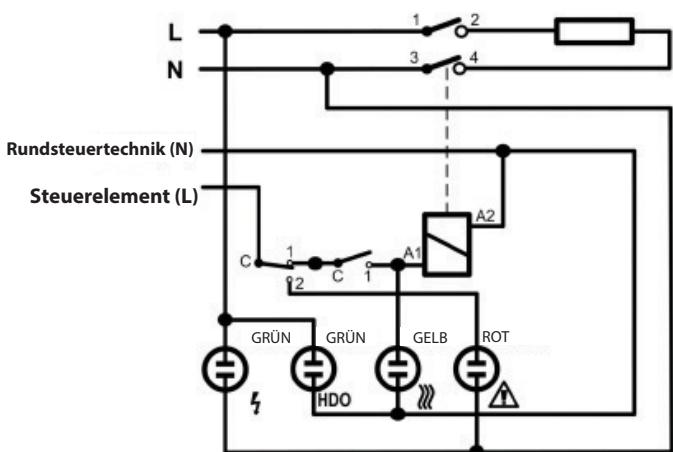 L 1 2
N 3 4
Rundsteuertechnik (N)
Steuerelement (L)
A2
C 1 C 1 A1
2
GRÜN GRÜN GELB ROT
HDO